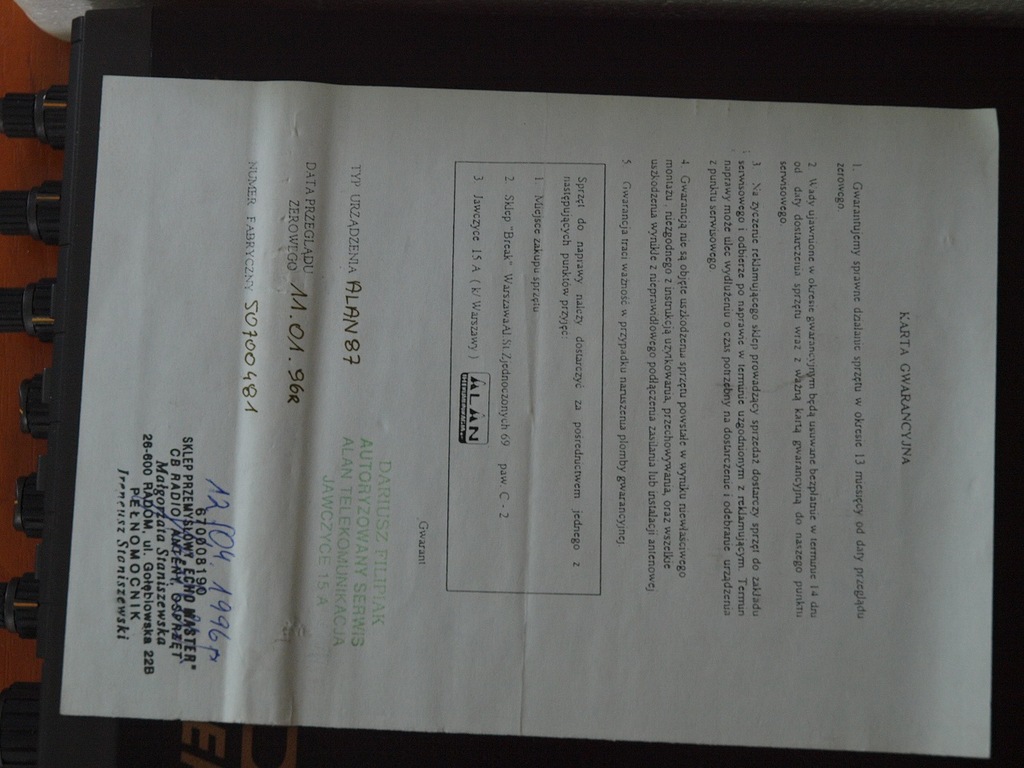 KARTA GWARANCYJNA
1. Gwarantujemy sprawne działanie sprzętu w okresie 13 miesięcy od daty przeglądu
zerowego.
2. Wady ujawnione w okresie gwarancyjnym będą usuwane bezpłatnie w terminie 14 dni
od daty dostarczenia sprzętu wraz z ważną kartą gwarancyjną do naszego punktu
serwisowego.
3. Na życzenie reklamującego sklep prowadzący sprzedaż dostarczy sprzęt do zakładu
serwisowego i odbierze po naprawie w terminie uzgodnionym z reklamującym. Termin
naprawy może ulec wydłużeniu o czas potrzebny na dostarczenie i odebranie urządzenia
z punktu serwisowego.
4. Gwarancją nie są objęte uszkodzenia sprzętu powstałe w wyniku niewłaściwego
montażu, niezgodnego z instrukcją użytkowania, przechowywania, oraz wszelkie
uszkodzenia wynikłe z nieprawidłowego podłączenia zasilania lub instalacji antenowej.
5. Gwarancja traci ważność w przypadku naruszenia plomby gwarancyjnej.
Sprzęt do naprawy należy dostarczyć za pośrednictwem jednego z
następujących punktów przyjęć:
1. Miejsce zakupu sprzętu
2. Sklep "Break" WarszawaAl.St.Zjednoczonych 69 paw. C - 2
3 Jawczyce 15 A ( k/ Warszawy )
ALAN
Gwarant
TYP URZĄDZENIA ALAN 87
DARIUSZ FILIPIAK
AUTORYZOWANY SERWIS
ALAN TELEKOMUNIKACJA
JAWCZYCE 15 A
DATA PRZEGLĄDU
ZEROWEGO 11.01.96R
NUMER FABRYCZNY S0700481
12.04.1996r
670808190
SKLEP PRZEMYSŁOWY "ECHO MASTER"
CB RADIO, ANTENY, OSPRZĘT
Małgorzata Staniszewska
26-600 RADOM, ul. Gołębiowska 22B
PEŁNOMOCNIK
Ireneusz Staniszewski